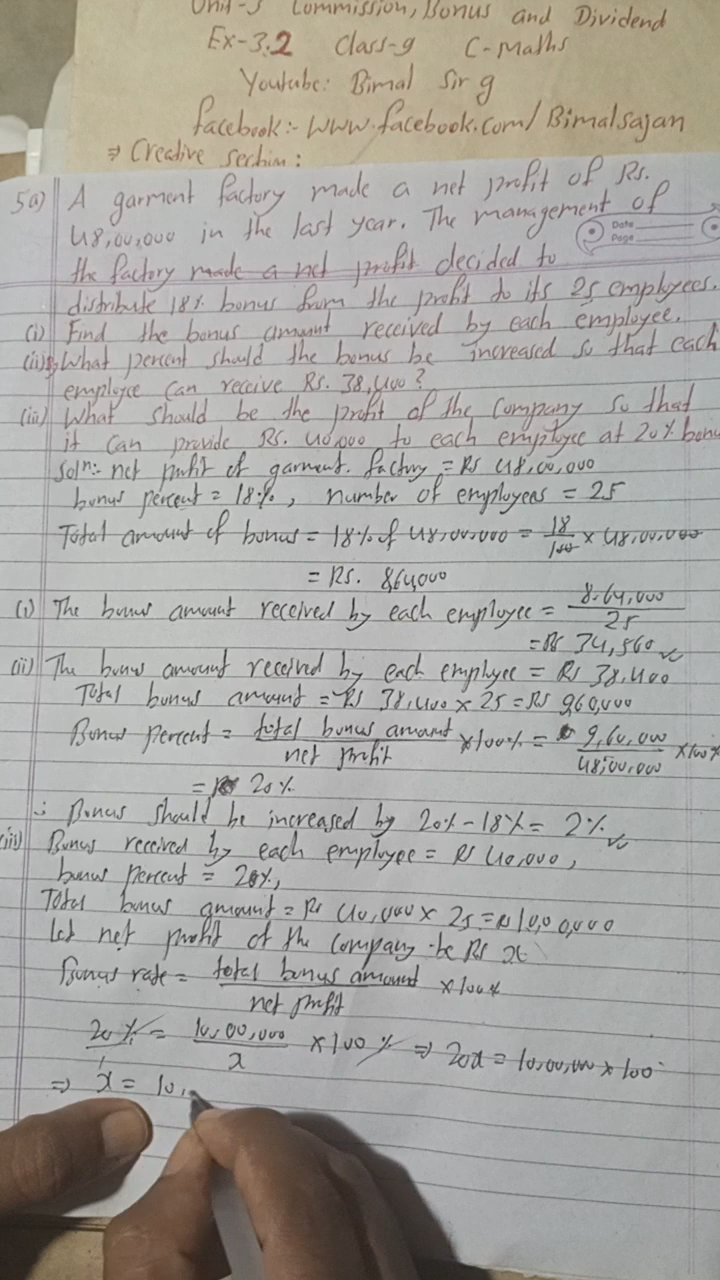 Unit-3 Commission, Bonus and Dividend
Ex-3.2 Class-9 C-Maths
Youtube: Bimal Sir g
facebook:- www.facebook.com/Bimalsajan
⇒ Creative section:
5a) A garment factory made a net profit of Rs.
48,00,000 in the last year. The management of
Date
Page
the factory made a net profit decided to
distribute 18% bonus from the profit to its 25 employees.
(i) Find the bonus amount received by each employee.
(ii) What percent should the bonus be increased so that each
employee can receive Rs. 38,400?
(iii) What should be the profit of the company so that
it can provide Rs. 40,000 to each employee at 20% bonu
Soln:- net profit of garment factory = Rs 48,00,000
bonus percent = 18%, number of employees = 25
Total amount of bonus = 18% of 48,00,000 = 18/100 × 48,00,000
= Rs. 8,64,000
(i) The bonus amount received by each employee = 8,64,000/25
= Rs 34,560
(ii) The bonus amount received by each employee = Rs 38,400
Total bonus amount = Rs 38,400 × 25 = Rs 9,60,000
Bonus percent = total bonus amount/net profit × 100% = 9,60,000/48,00,000 × 100%
= 20%
∴ Bonus should be increased by 20% - 18% = 2%
(iii) Bonus received by each employee = Rs 40,000,
bonus percent = 20%,
Total bonus amount = Rs 40,000 × 25 = Rs 10,00,000
Let net profit of the company be Rs x
Bonus rate = total bonus amount/net profit × 100%
20% = 10,00,000/x × 100% ⇒ 20x = 10,00,000 × 100
⇒ x = 10,